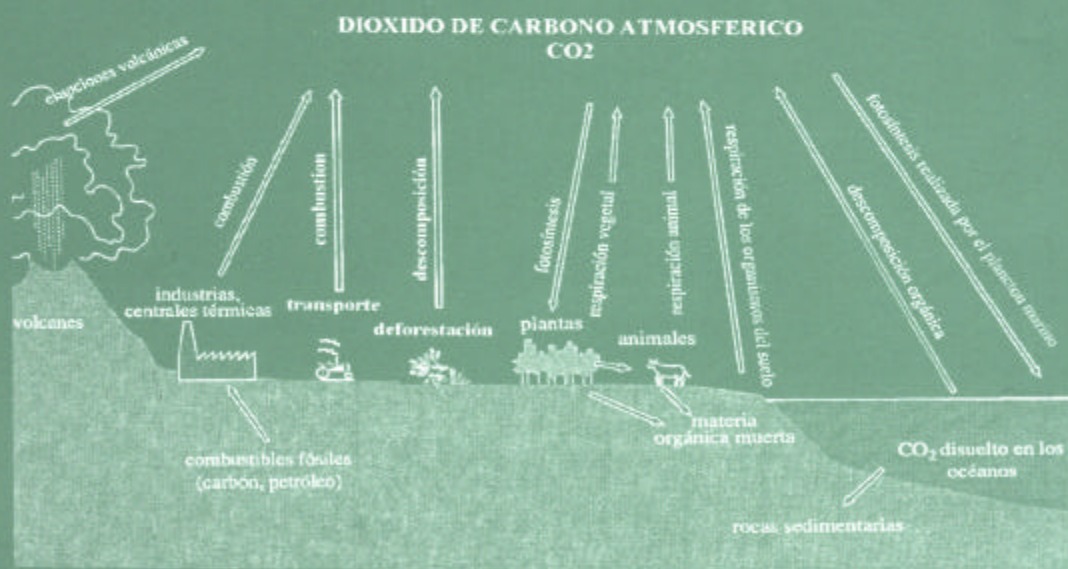 DIOXIDO DE CARBONO ATMOSFERICO
CO2
erupciones volcánicas
combustión
combustion
descomposición
fotosíntesis
respiración vegetal
respiración animal
respiración de los organismos del suelo
descomposición orgánica
fotosíntesis realizada por el plancton marino
volcanes
industrias,
centrales térmicas
transporte
deforestación
plantas
animales
materia
orgánica muerta
combustibles fósiles
(carbón, petróleo)
CO2 disuelto en los
océanos
rocas sedimentarias